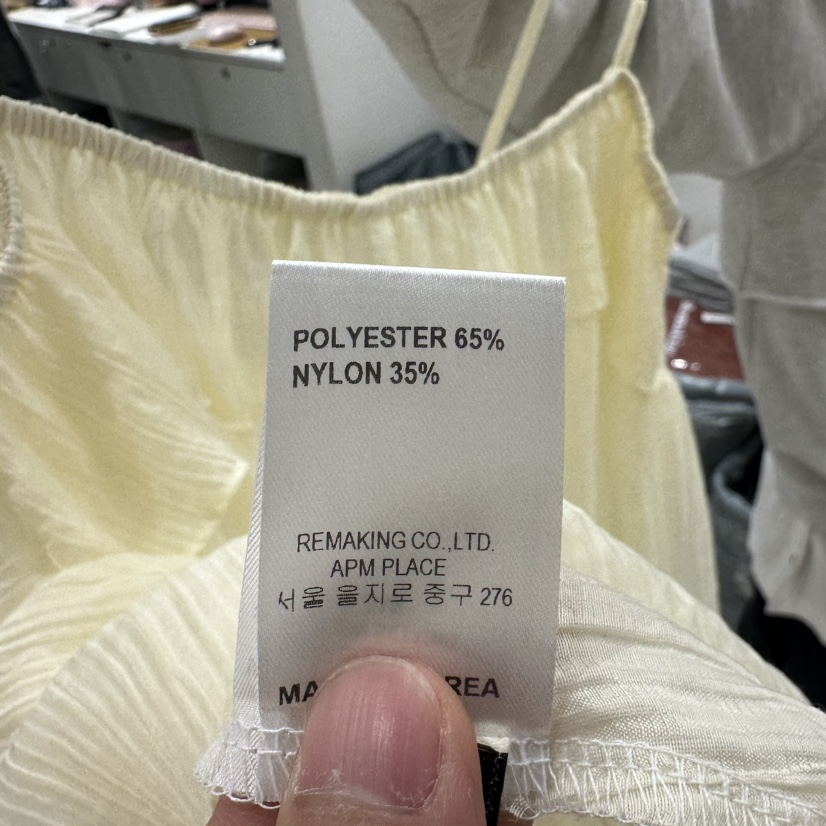 POLYESTER 65%
NYLON 35%
REMAKING CO.,LTD.
APM PLACE
서울 을지로 중구 276